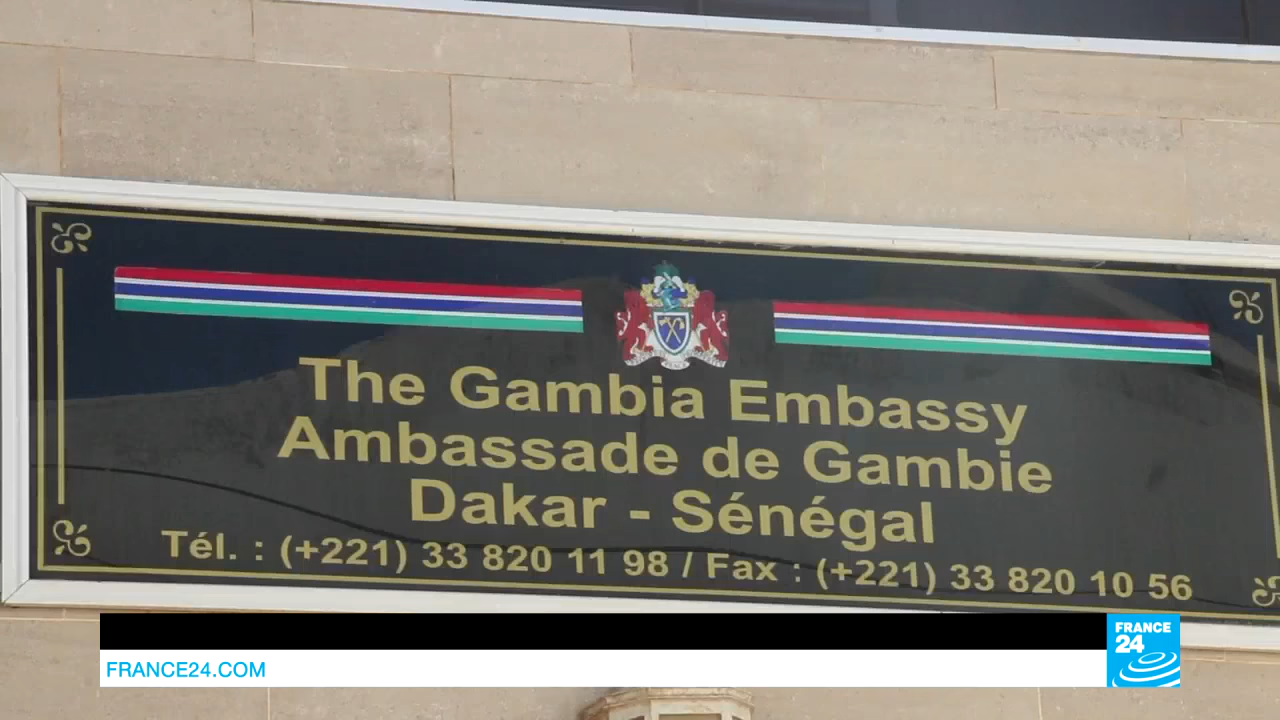 The Gambia Embassy
Ambassade de Gambie
Dakar - Sénégal
Tél. : (+221) 33 820 11 98 / Fax : (+221) 33 820 10 56
FRANCE
24
FRANCE24.COM